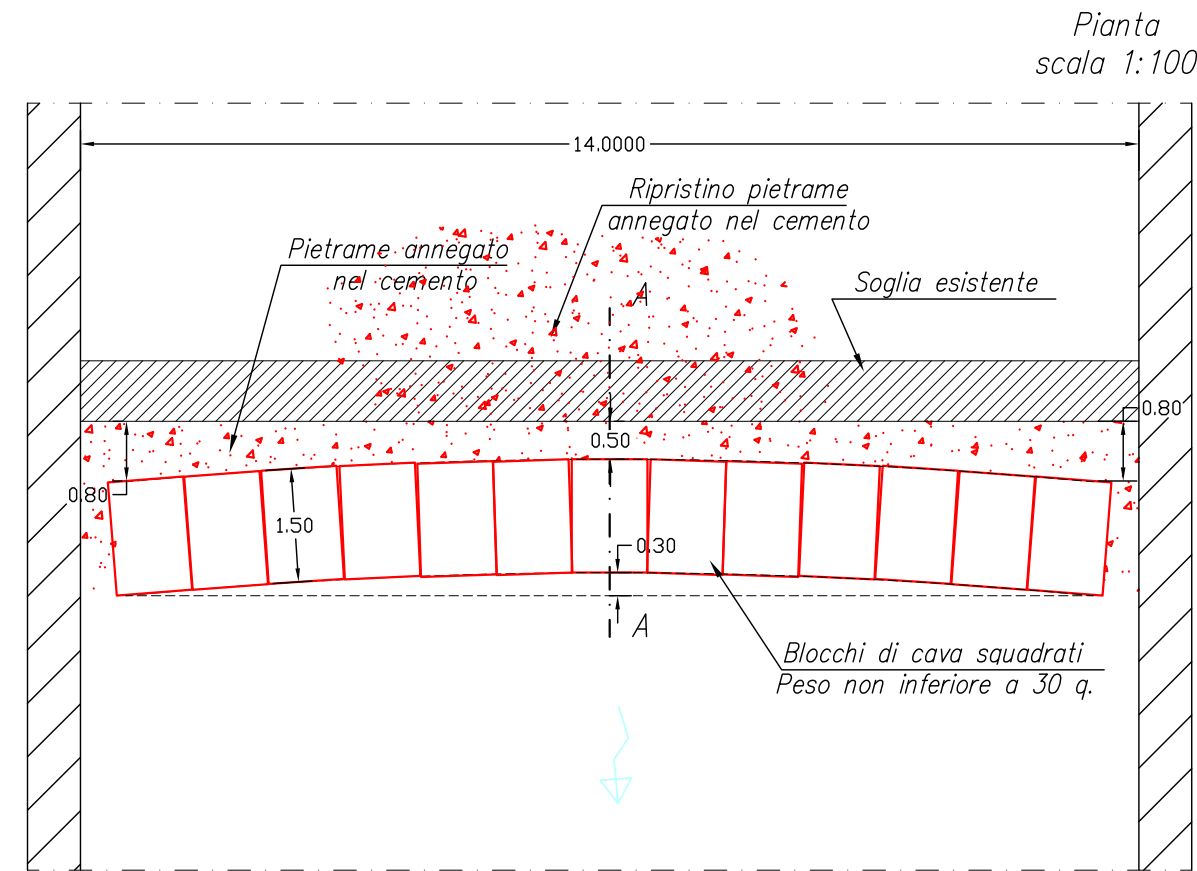 Pianta
scala 1:100
14.0000
Ripristino pietrame
annegato nel cemento
Pietrame annegato
nel cemento
Soglia esistente
A
0.80
0.50
0.80
1.50
0.30
A
Blocchi di cava squadrati
Peso non inferiore a 30 q.